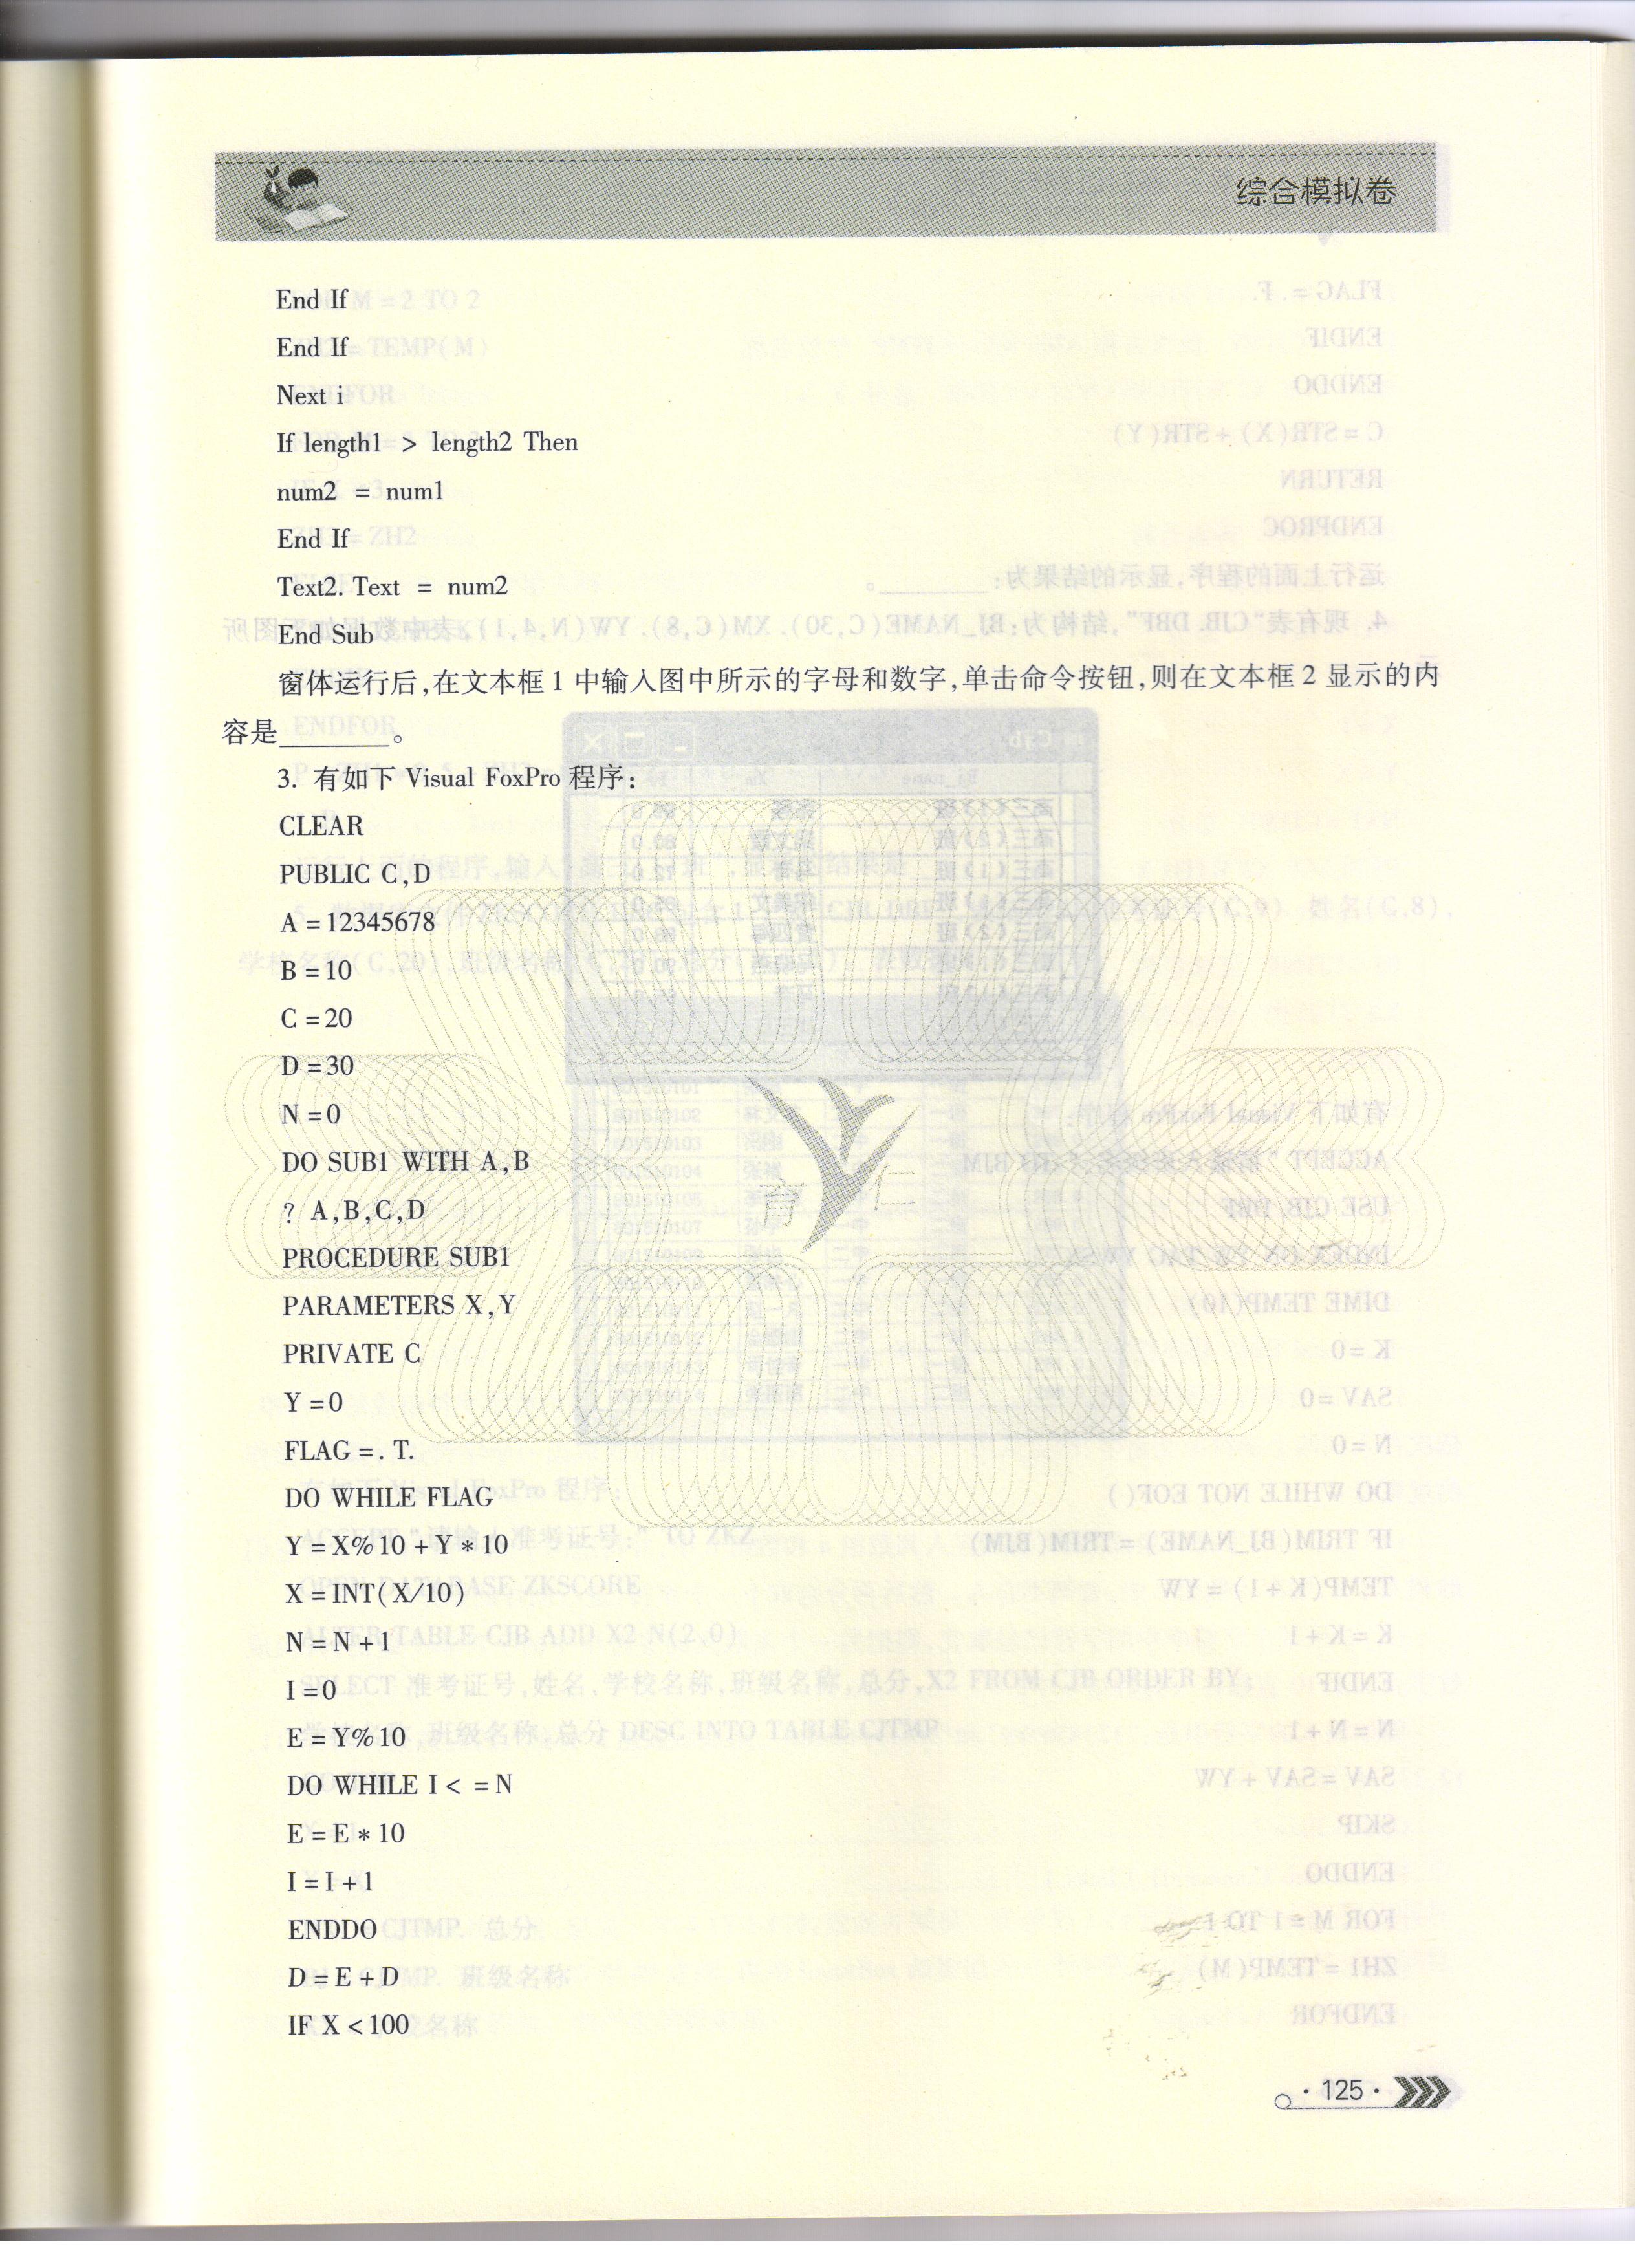 综合模拟卷
End If
End If
Next i
If length1 > length2 Then
num2 = num1
End If
Text2. Text = num2
End Sub
窗体运行后,在文本框1中输入图中所示的字母和数字,单击命令按钮,则在文本框2显示的内
容是________。
3. 有如下 Visual FoxPro 程序:
CLEAR
PUBLIC C,D
A =12345678
B =10
C =20
D =30
N =0
DO SUB1 WITH A,B
? A,B,C,D
PROCEDURE SUB1
PARAMETERS X,Y
PRIVATE C
Y =0
FLAG =. T.
DO WHILE FLAG
Y =X%10 +Y * 10
X =INT(X/10)
N =N +1
I =0
E =Y%10
DO WHILE I < =N
E =E * 10
I =I +1
ENDDO
D =E +D
IF X <100
育仁
· 125 ·